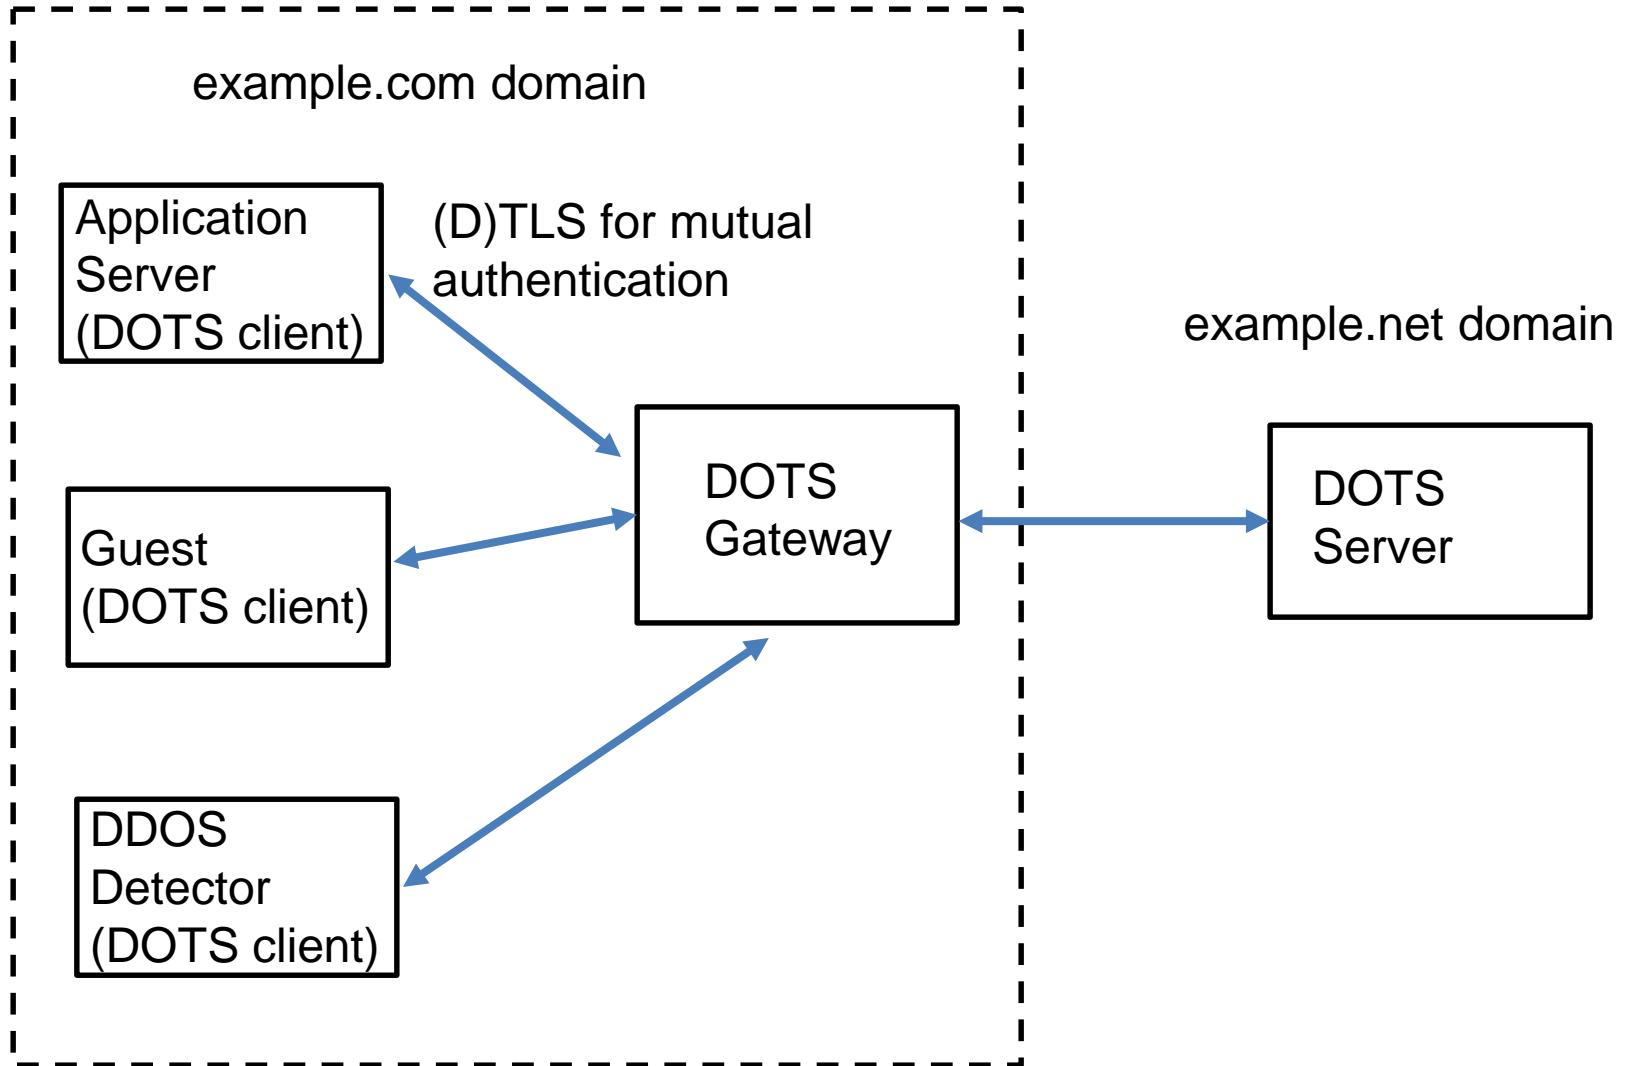 example.com domain
Application
Server
(DOTS client)
(D)TLS for mutual
authentication
example.net domain
DOTS
Gateway
DOTS
Server
Guest
(DOTS client)
DDOS
Detector
(DOTS client)